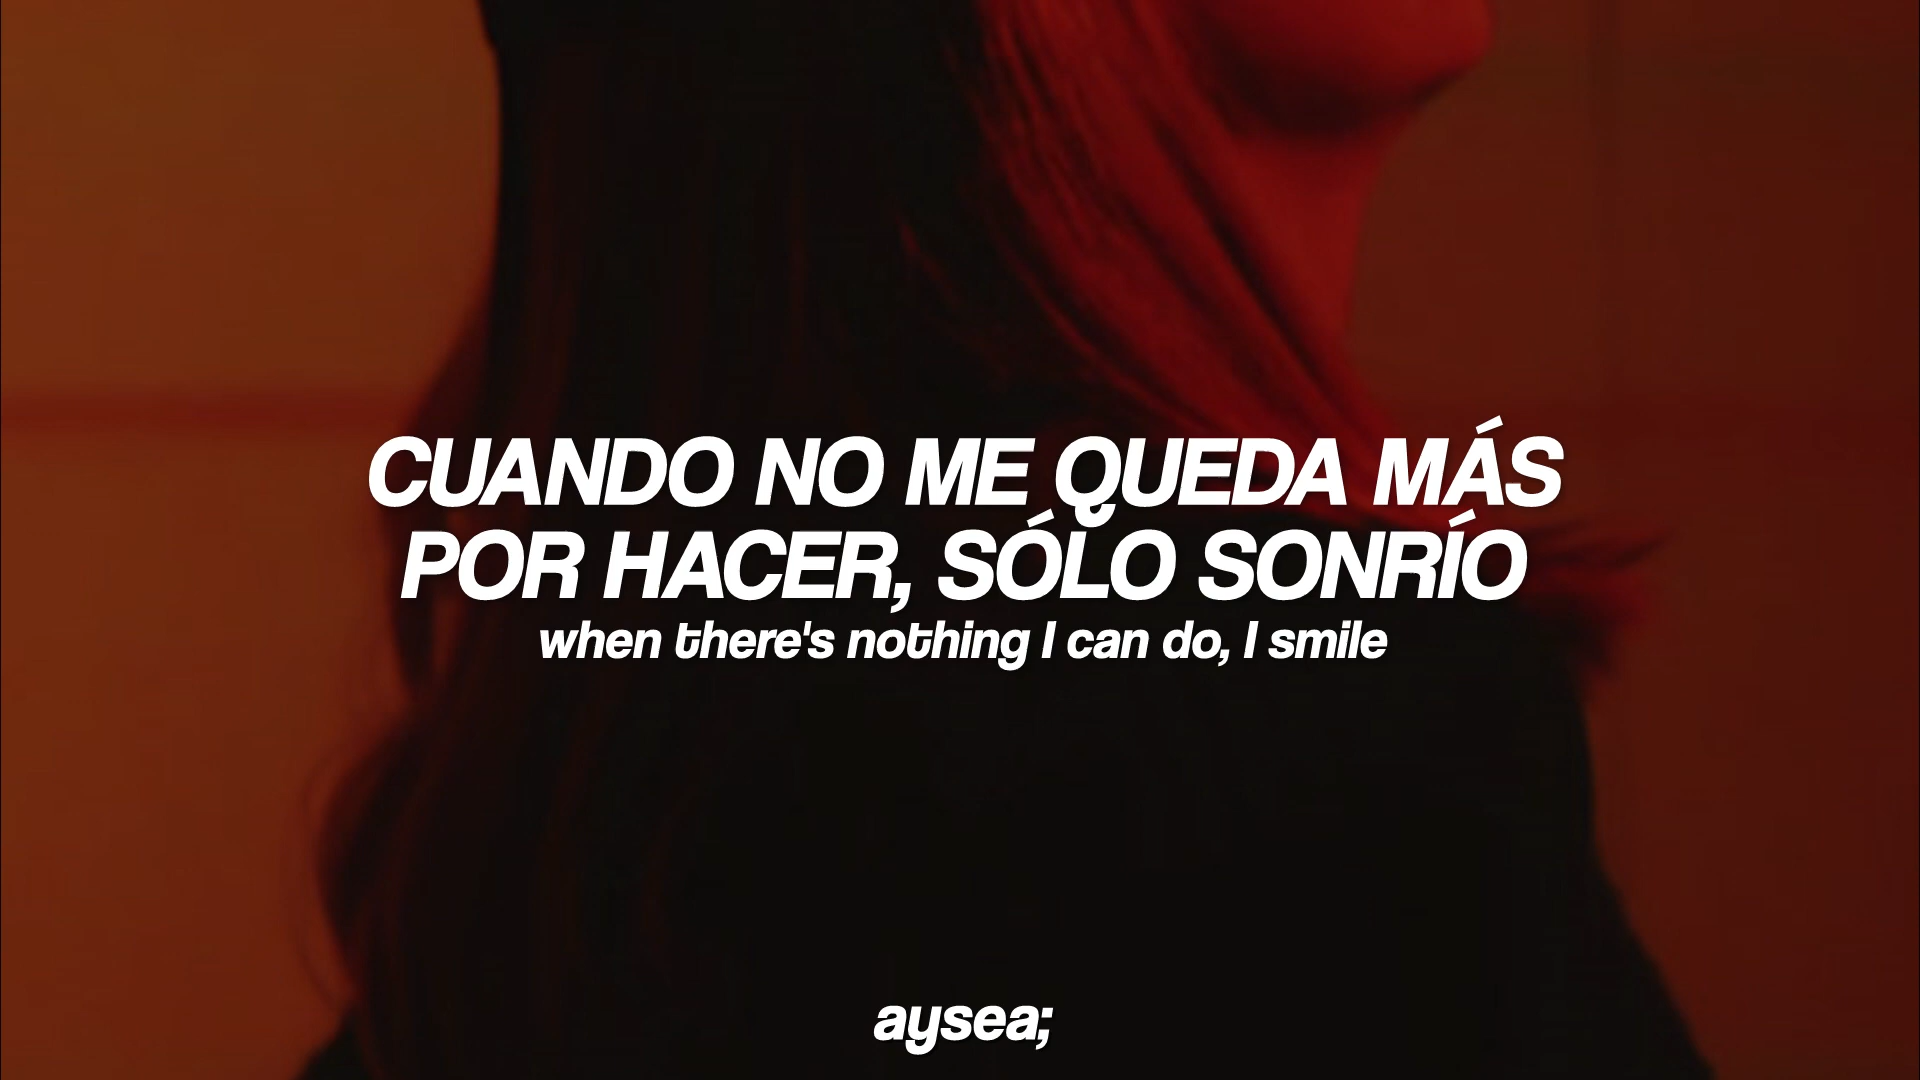 CUANDO NO ME QUEDA MÁS
POR HACER, SÓLO SONRÍO
when there's nothing I can do, I smile
aysea;